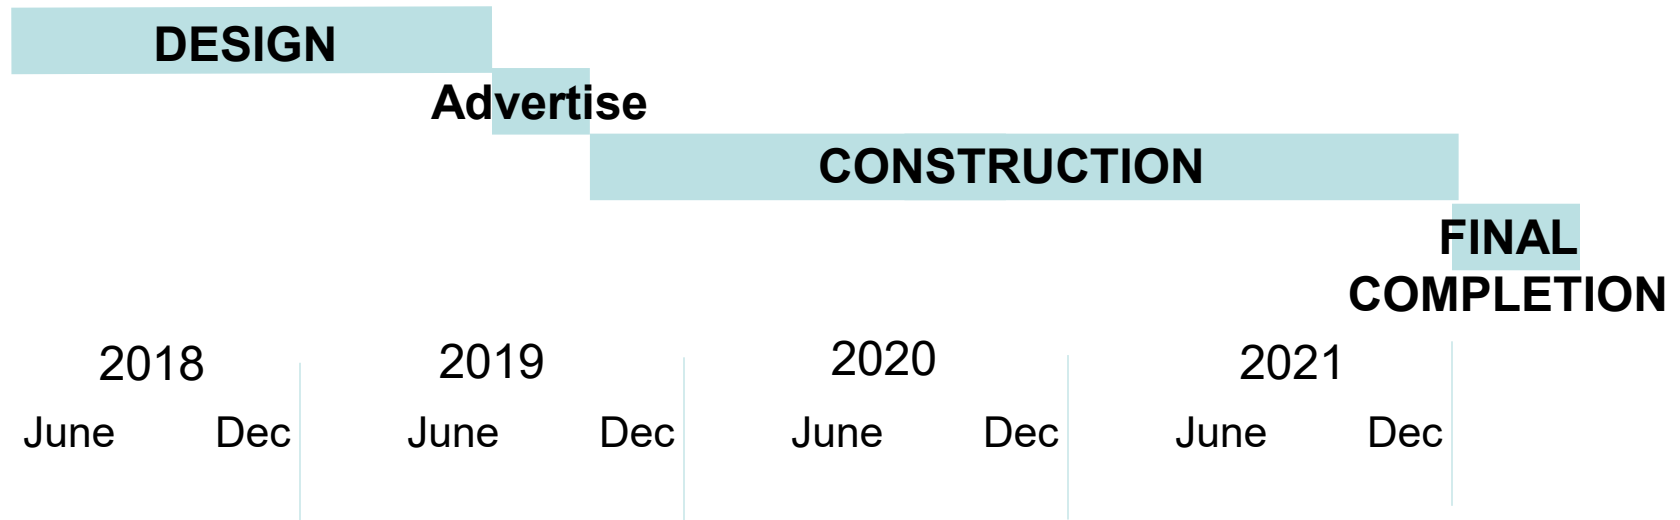 DESIGN
Advertise
CONSTRUCTION
FINAL
COMPLETION
2018 2019 2020 2021
June Dec June Dec June Dec June Dec